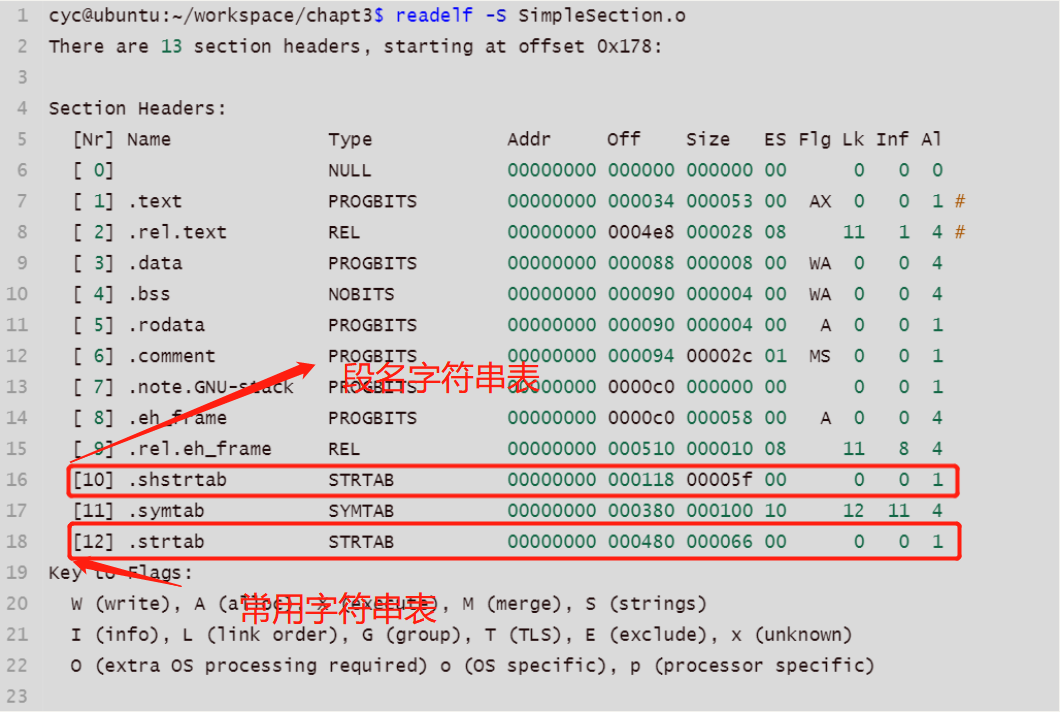 1 cyc@ubuntu:~/workspace/chapt3$ readelf -S SimpleSection.o
2 There are 13 section headers, starting at offset 0x178:
3
4 Section Headers:
5 [Nr] Name Type Addr Off Size ES Flg Lk Inf Al
6 [ 0] NULL 00000000 000000 000000 00 0 0 0
7 [ 1] .text PROGBITS 00000000 000034 000053 00 AX 0 0 1 #
8 [ 2] .rel.text REL 00000000 0004e8 000028 08 11 1 4 #
9 [ 3] .data PROGBITS 00000000 000088 000008 00 WA 0 0 4
10 [ 4] .bss NOBITS 00000000 000090 000004 00 WA 0 0 4
11 [ 5] .rodata PROGBITS 00000000 000090 000004 00 A 0 0 1
12 [ 6] .comment PROGBITS 00000000 000094 00002c 01 MS 0 0 1
段名字符串表
13 [ 7] .note.GNU-stack PROGBITS 00000000 0000c0 000000 00 0 0 1
14 [ 8] .eh_frame PROGBITS 00000000 0000c0 000058 00 A 0 0 4
15 [ 9] .rel.eh_frame REL 00000000 000510 000010 08 11 8 4
16 [10] .shstrtab STRTAB 00000000 000118 00005f 00 0 0 1
17 [11] .symtab SYMTAB 00000000 000380 000100 10 12 11 4
18 [12] .strtab STRTAB 00000000 000480 000066 00 0 0 1
19 Key to Flags:
20 W (write), A (alloc), X (execute), M (merge), S (strings)
常用字符串表
21 I (info), L (link order), G (group), T (TLS), E (exclude), x (unknown)
22 O (extra OS processing required) o (OS specific), p (processor specific)
23